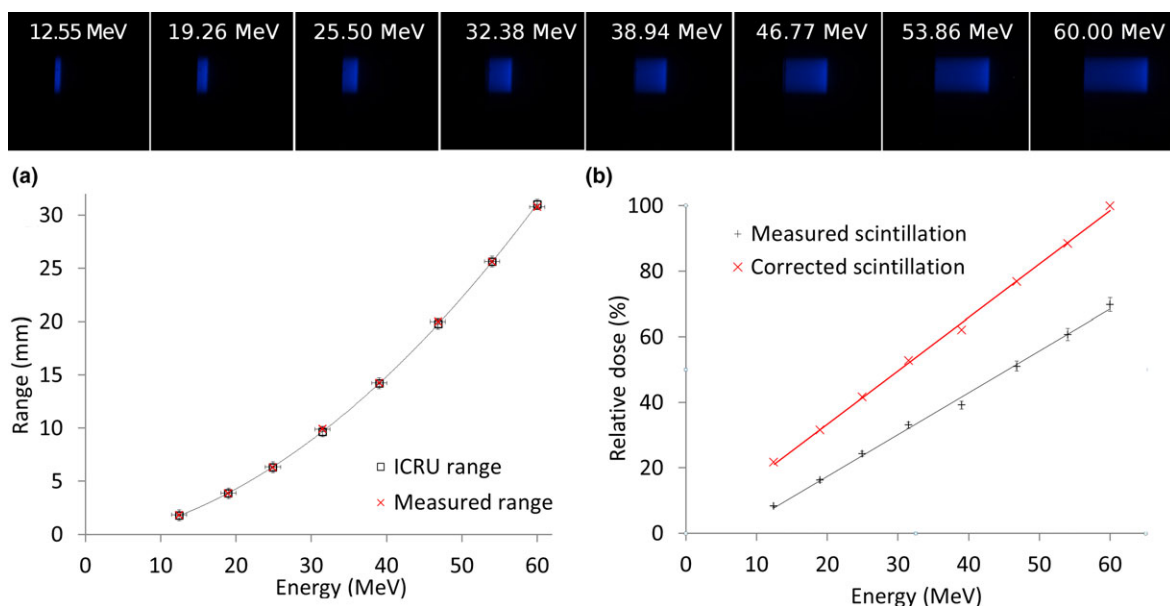 12.55 MeV 19.26 MeV 25.50 MeV 32.38 MeV 38.94 MeV 46.77 MeV 53.86 MeV 60.00 MeV
(a)
Range (mm)
30
25
20
15
10
5
0
0 10 20 30 40 50 60
Energy (MeV)
ICRU range
Measured range
(b)
Relative dose (%)
100
80
60
40
20
0
0 10 20 30 40 50 60
Energy (MeV)
Measured scintillation
Corrected scintillation